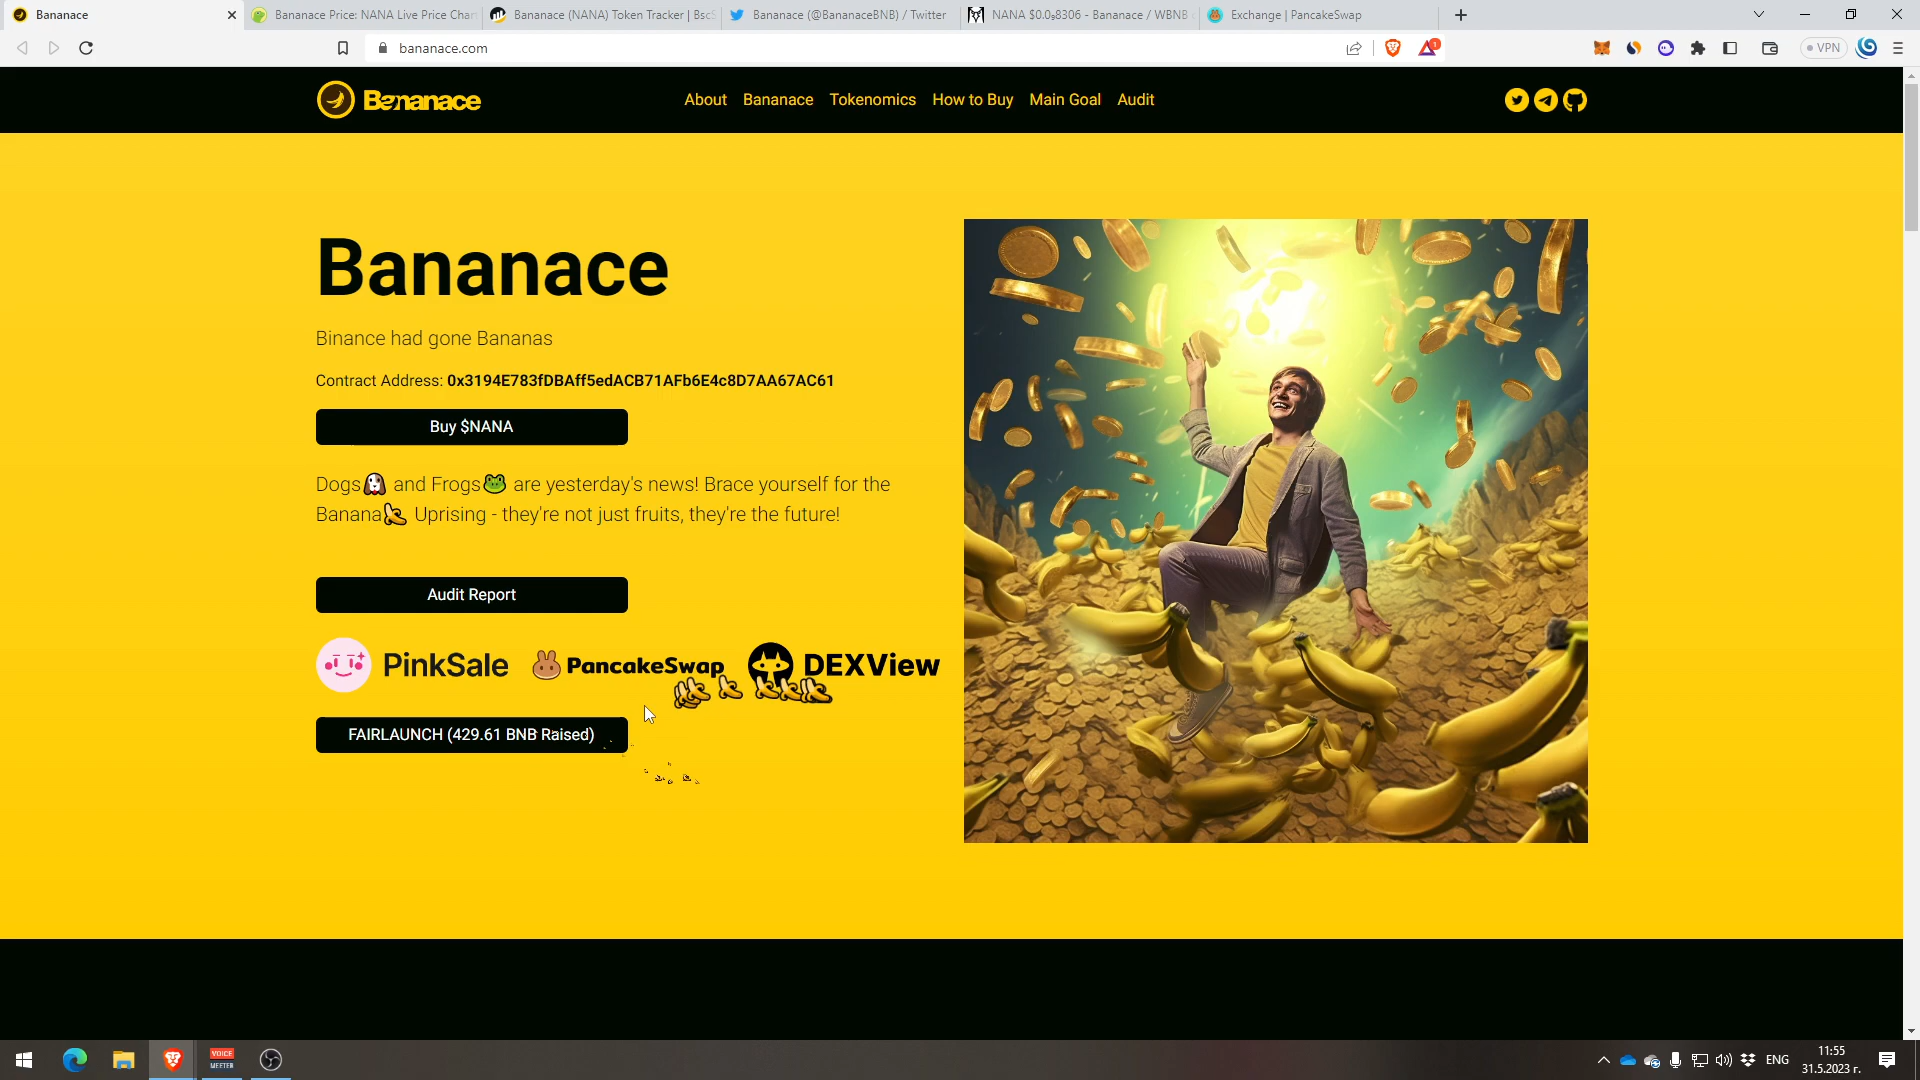 Bananace
Bananace Price: NANA Live Price Char
Bananace (NANA) Token Tracker | BscS
Bananace (@BananaceBNB) / Twitter
NANA $0.0₈8306 - Bananace / WBNB
Exchange | PancakeSwap
bananace.com
1
VPN
Bananace
About
Bananace
Tokenomics
How to Buy
Main Goal
Audit
Bananace
Binance had gone Bananas
Contract Address: 0x3194E783fDBAff5edACB71AFb6E4c8D7AA67AC61
Buy $NANA
Dogs🐶 and Frogs🐸 are yesterday's news! Brace yourself for the
Banana🍌 Uprising - they're not just fruits, they're the future!
Audit Report
PinkSale
PancakeSwap
DEXView
FAIRLAUNCH (429.61 BNB Raised)
VOICE
MEETER
ENG
11:55
31.5.2023 г.